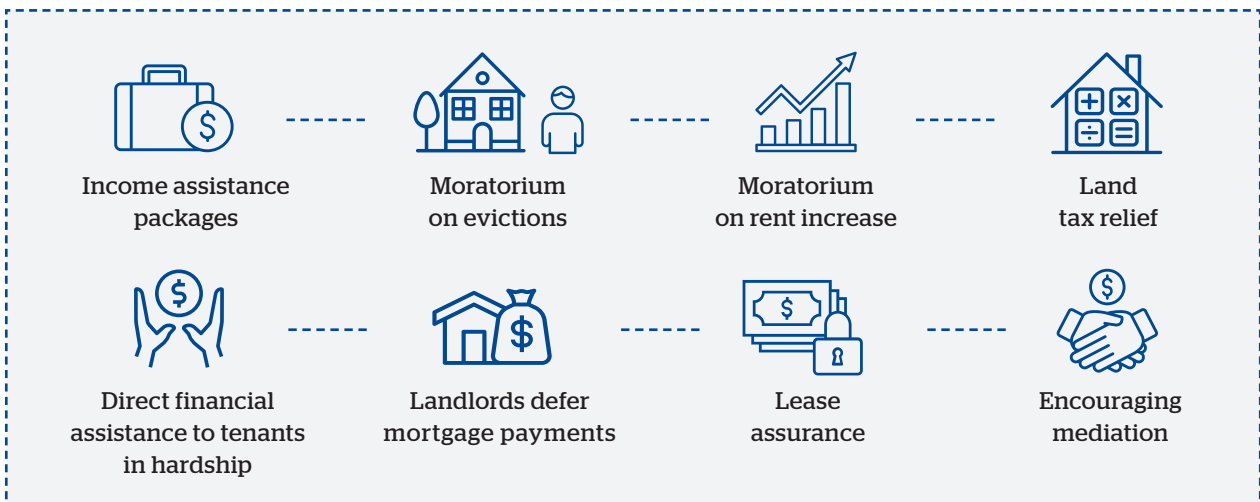 Income assistance
packages
Moratorium
on evictions
Moratorium
on rent increase
Land
tax relief
$
$
$
$
$
Direct financial
assistance to tenants
in hardship
Landlords defer
mortgage payments
Lease
assurance
Encouraging
mediation